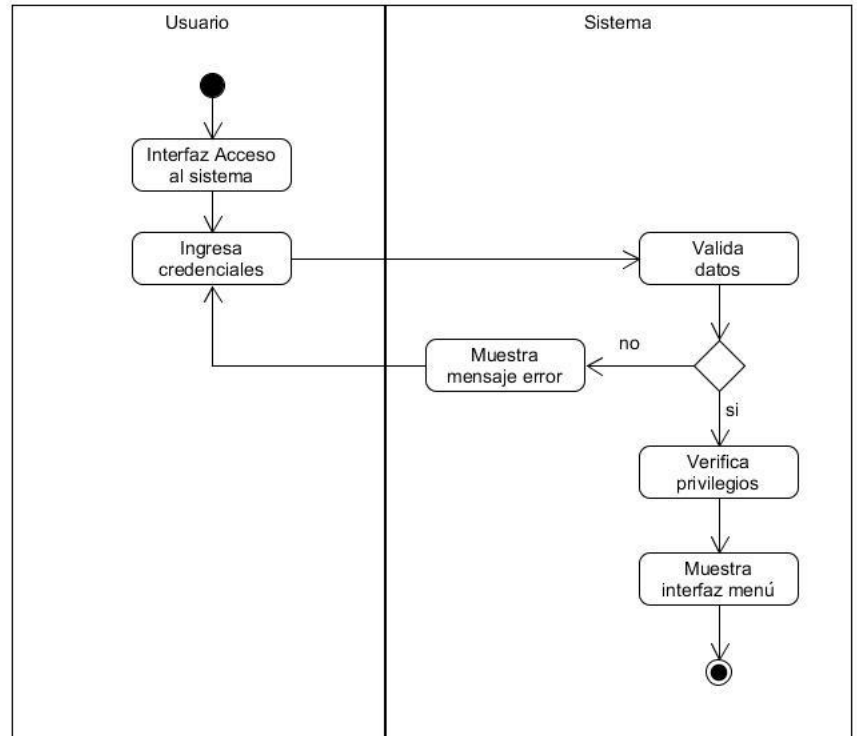 Usuario
Sistema
Interfaz Acceso
al sistema
Ingresa
credenciales
Valida
datos
no
Muestra
mensaje error
si
Verifica
privilegios
Muestra
interfaz menú